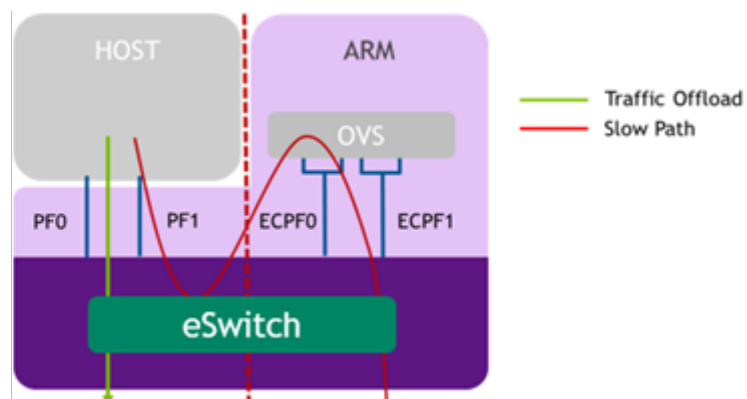 HOST
ARM
Traffic Offload
Slow Path
OVS
PF0
PF1
ECPF0
ECPF1
eSwitch